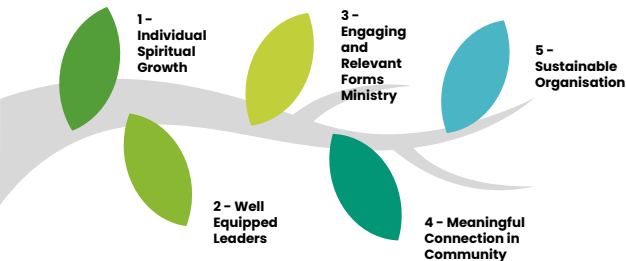 1 -
Individual
Spiritual
Growth
2 - Well
Equipped
Leaders
3 -
Engaging
and
Relevant
Forms
Ministry
4 - Meaningful
Connection in
Community
5 -
Sustainable
Organisation